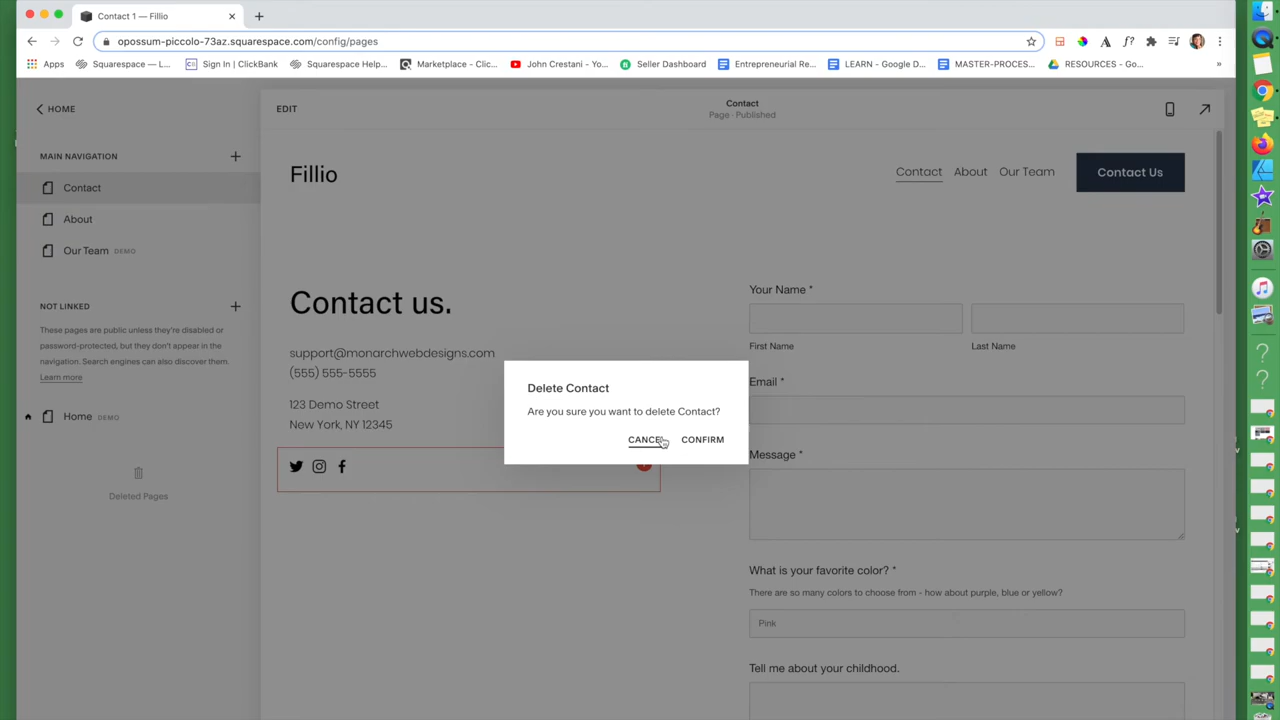 Contact 1 — Fillio
opossum-piccolo-73az.squarespace.com/config/pages
Apps Squarespace — L... Sign In | ClickBank Squarespace Help... Marketplace - Clic... John Crestani - Yo... Seller Dashboard Entrepreneurial Re... LEARN - Google D... MASTER-PROCES... RESOURCES - Go... »
HOME
EDIT
Contact
Page · Published
MAIN NAVIGATION
Contact
About
Our Team DEMO
NOT LINKED
These pages are public unless they're disabled or
password-protected, but they don't appear in the
navigation. Search engines can also discover them.
Learn more
Home DEMO
Deleted Pages
Fillio
Contact About Our Team Contact Us
Contact us.
support@monarchwebdesigns.com
(555) 555-5555
123 Demo Street
New York, NY 12345
Delete Contact
Are you sure you want to delete Contact?
CANCEL CONFIRM
Your Name *
First Name Last Name
Email *
Message *
What is your favorite color? *
There are so many colors to choose from - how about purple, blue or yellow?
Pink
Tell me about your childhood.